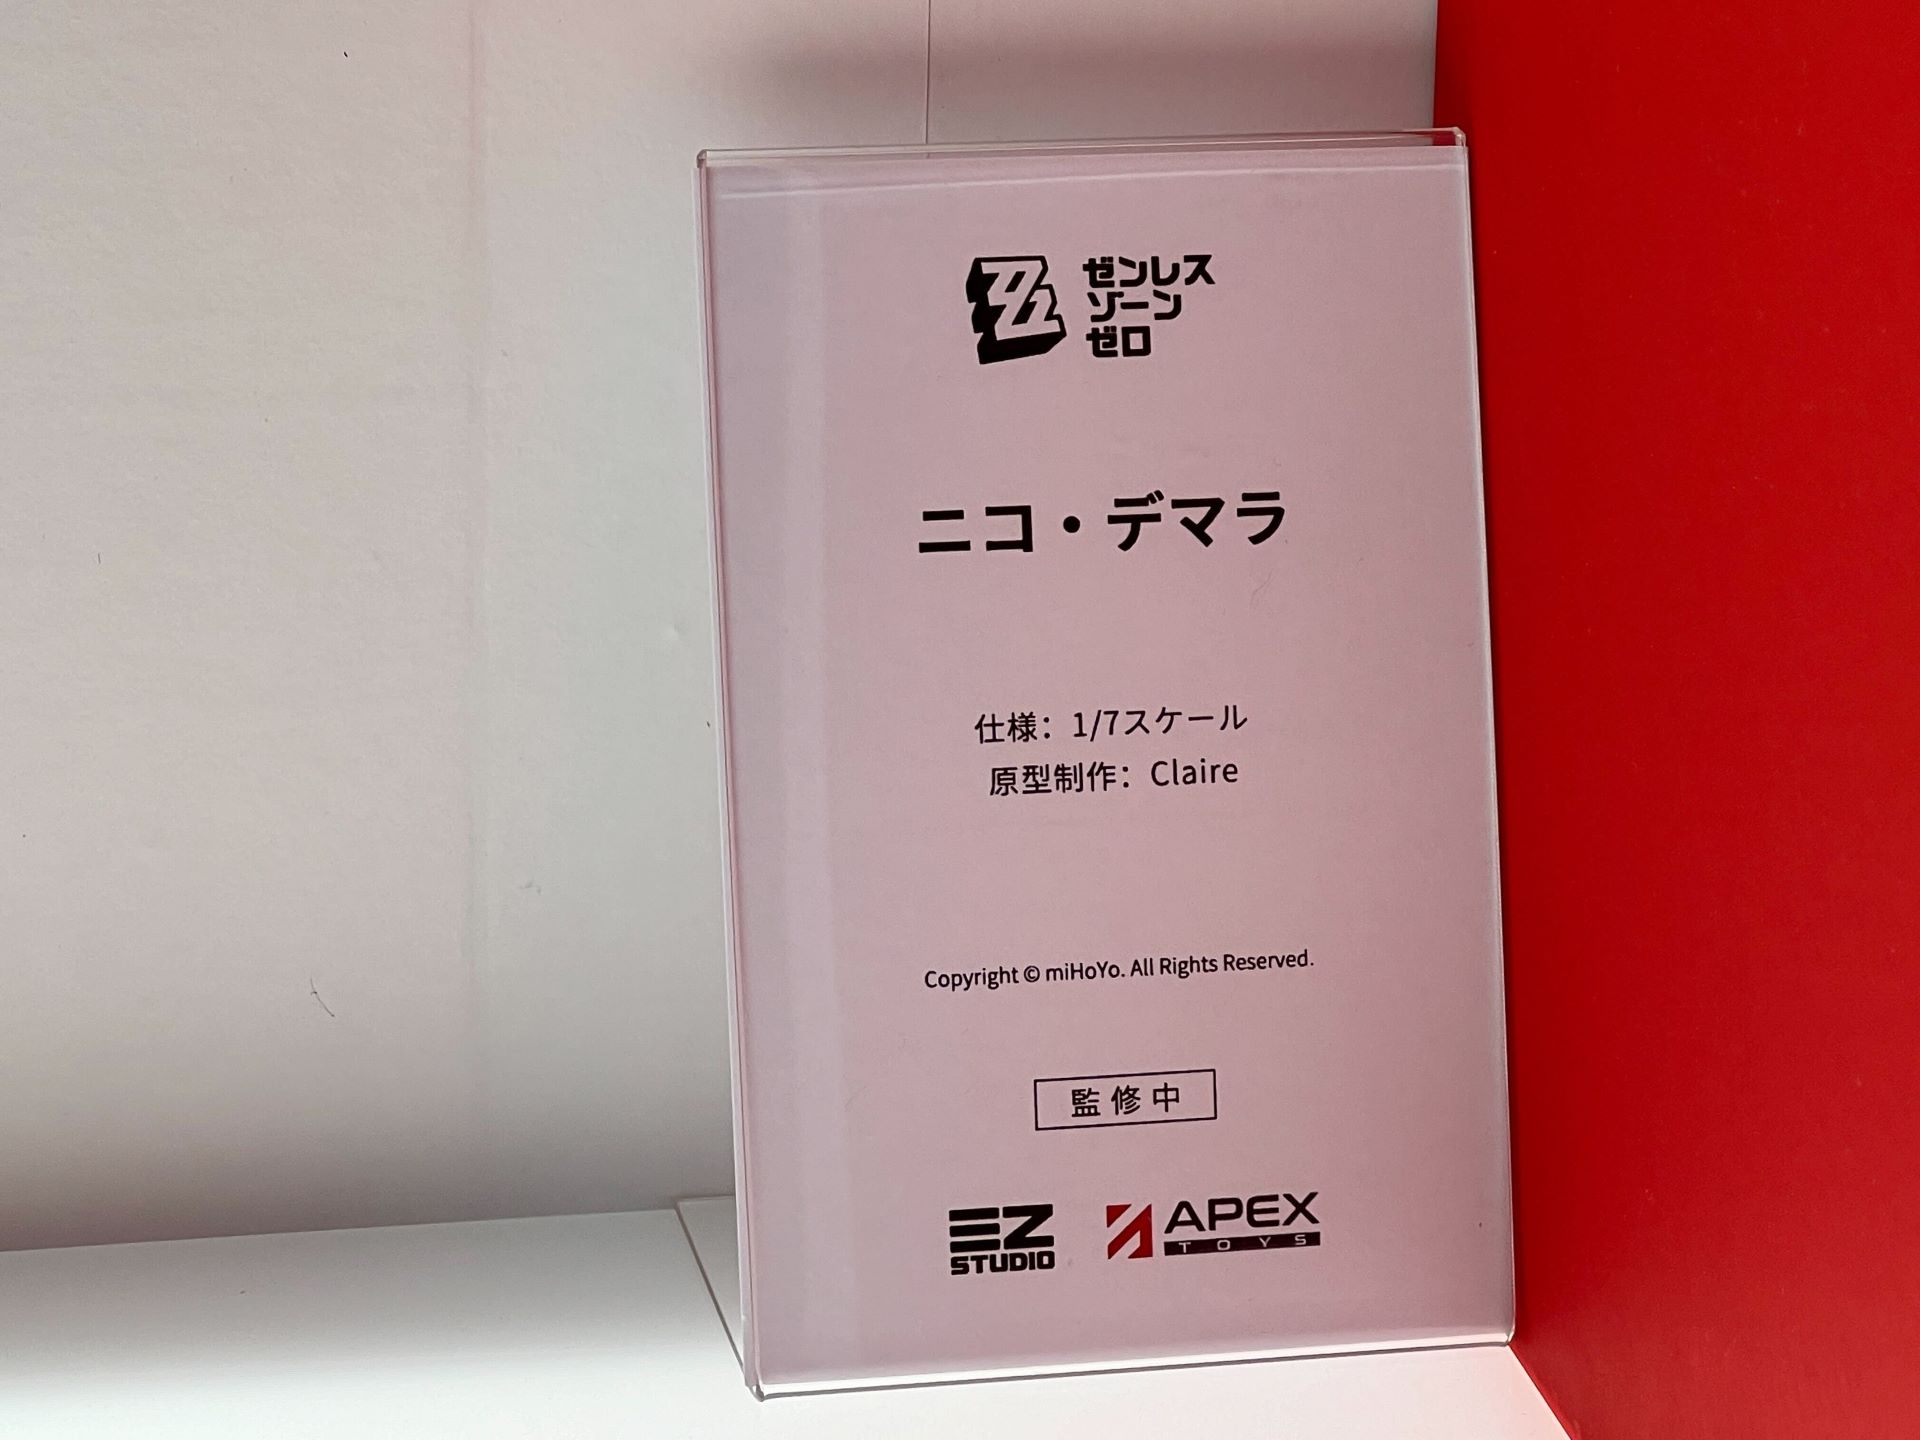 ゼンレス
ゾーン
ゼロ
ニコ・デマラ
仕様：1/7スケール
原型制作：Claire
Copyright © miHoYo. All Rights Reserved.
監修中
EZ
STUDIO
APEX
TOYS